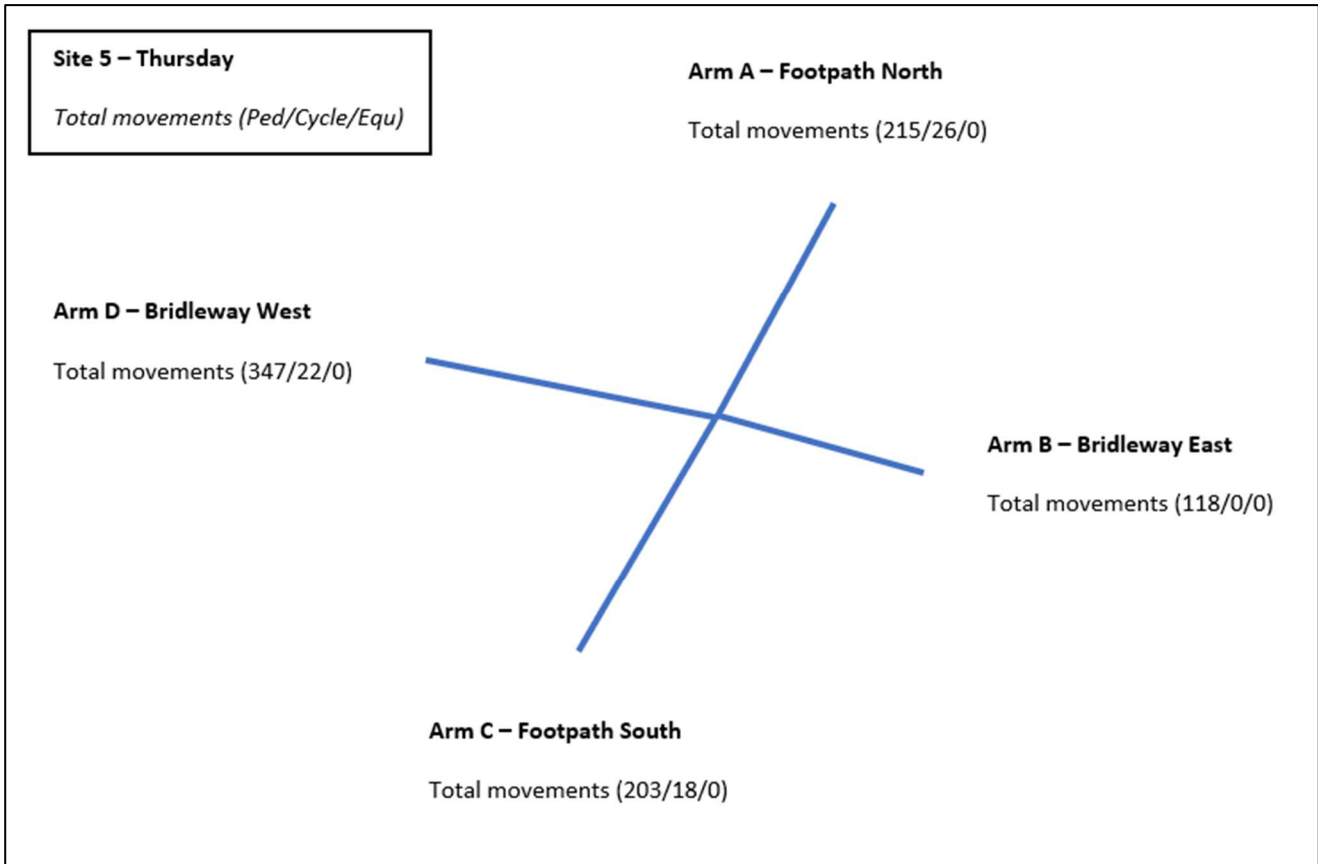 Site 5 – Thursday
Total movements (Ped/Cycle/Equ)
Arm A – Footpath North
Total movements (215/26/0)
Arm D – Bridleway West
Total movements (347/22/0)
Arm B – Bridleway East
Total movements (118/0/0)
Arm C – Footpath South
Total movements (203/18/0)